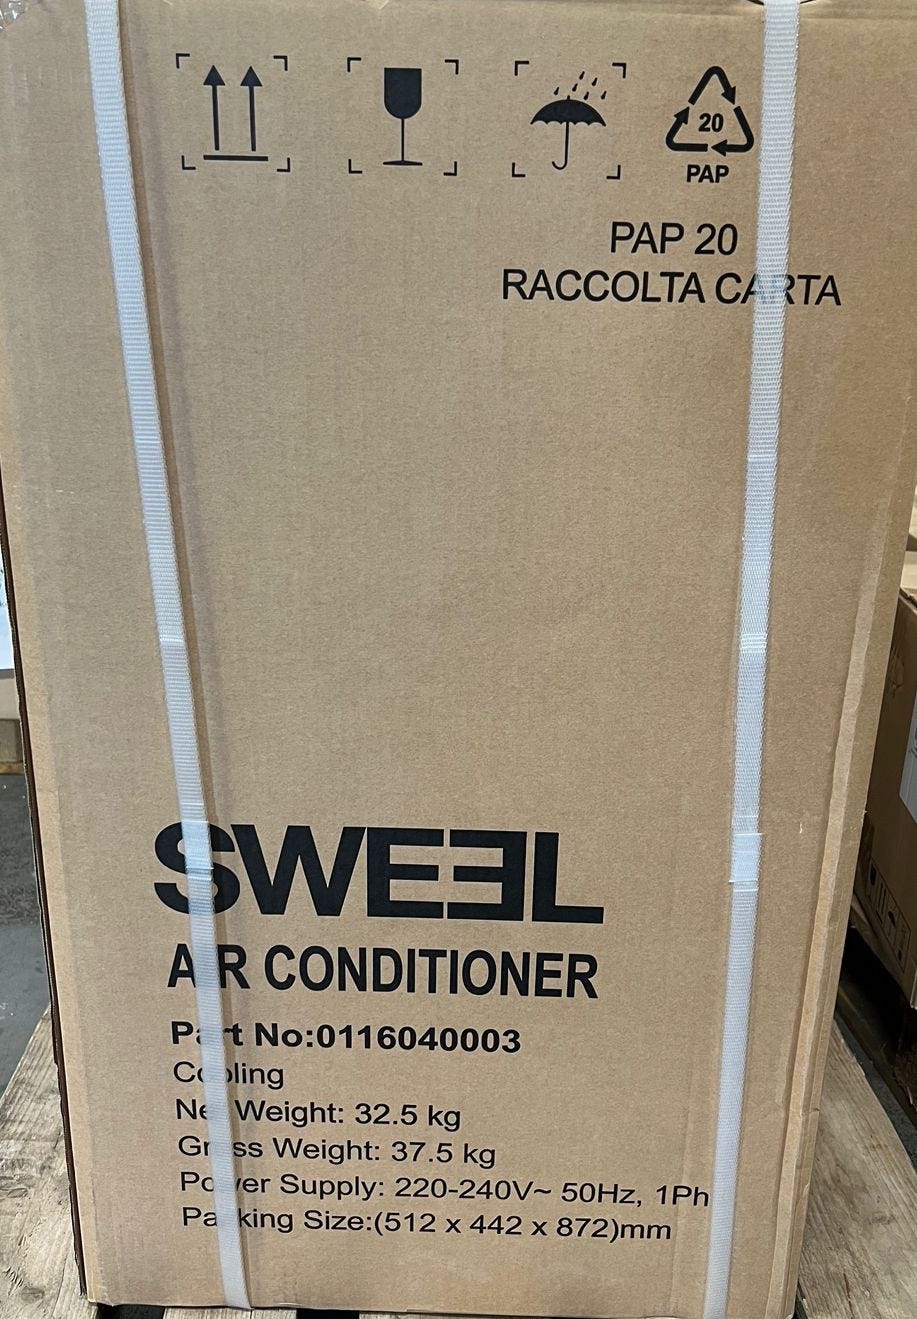 20
PAP
PAP 20
RACCOLTA CARTA
SWEEL
AIR CONDITIONER
Part No:0116040003
Cooling
Net Weight: 32.5 kg
Gross Weight: 37.5 kg
Power Supply: 220-240V~ 50Hz, 1Ph
Packing Size:(512 x 442 x 872)mm